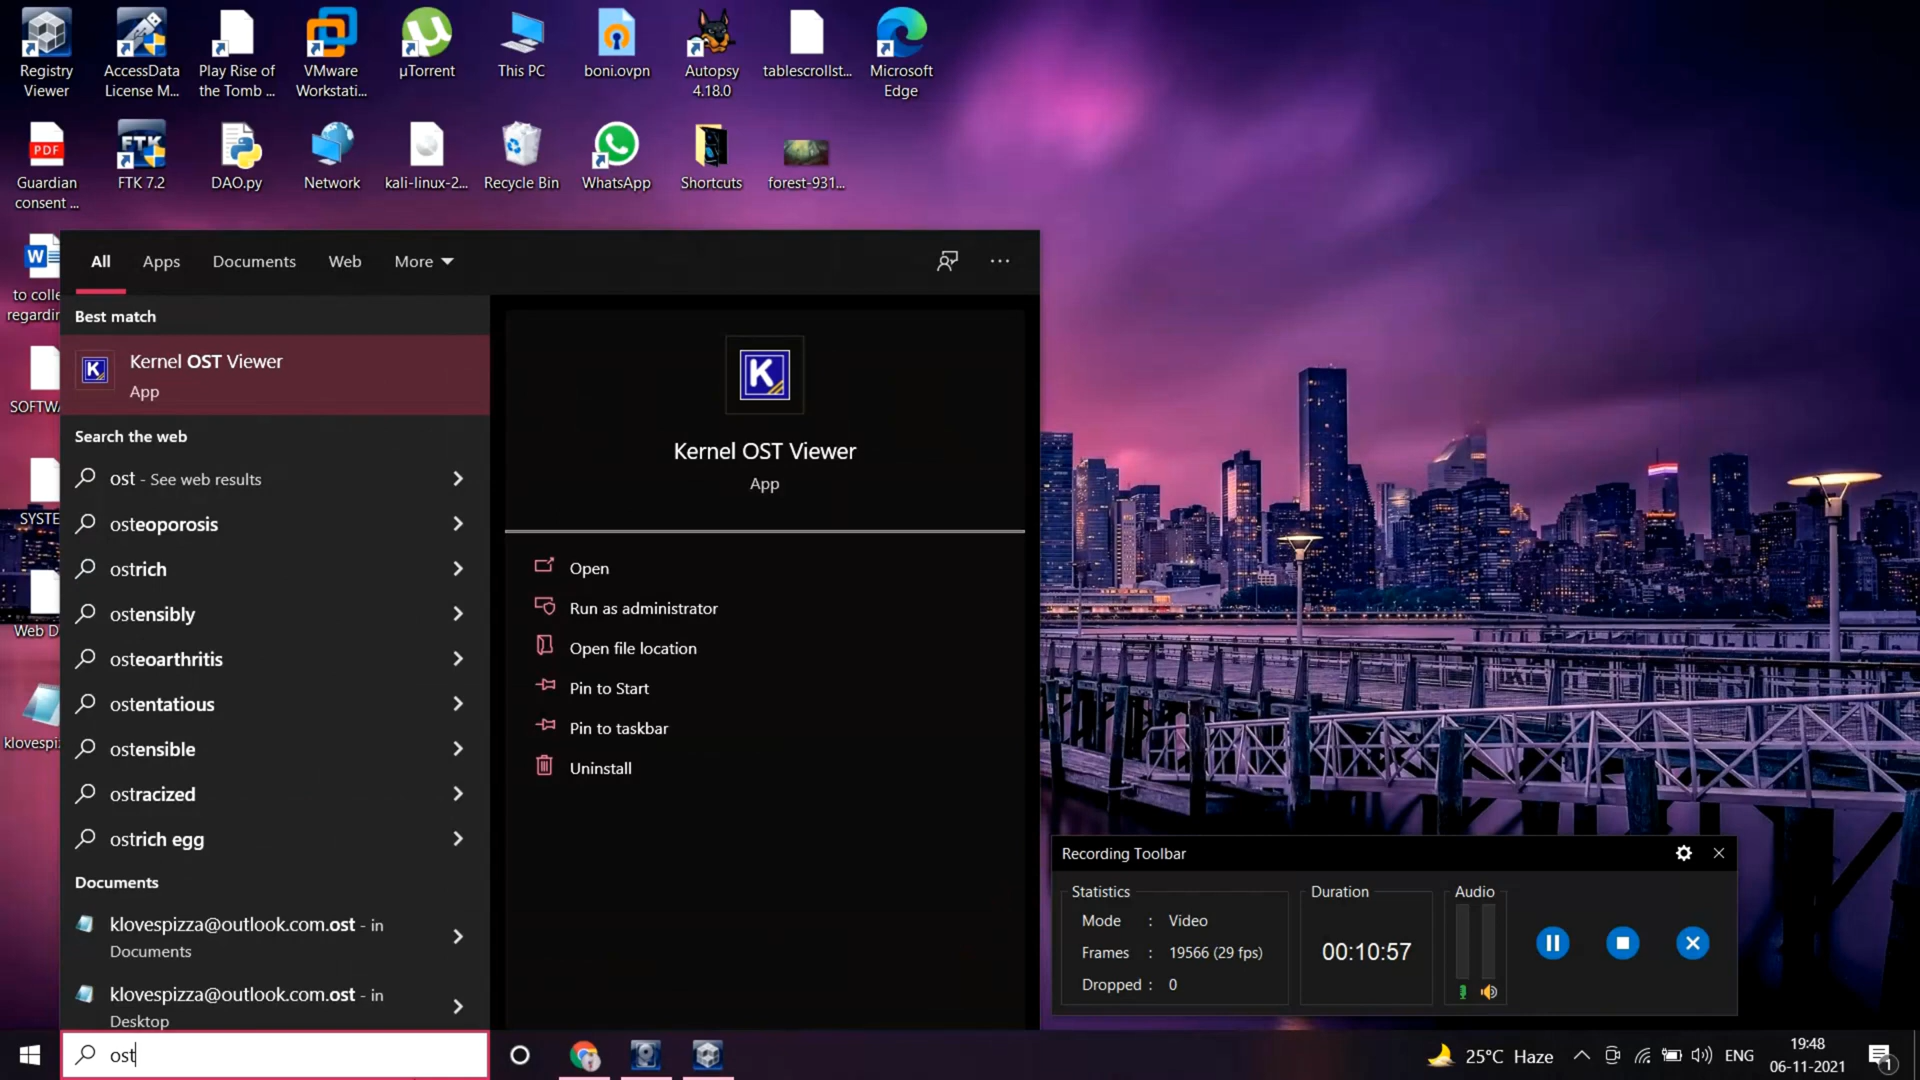 Registry
Viewer
AccessData
License M...
Play Rise of
the Tomb ...
VMware
Workstati...
µTorrent
This PC
boni.ovpn
Autopsy
4.18.0
tablescrollst...
Microsoft
Edge
PDF
Guardian
consent ...
FTK
FTK 7.2
DAO.py
Network
kali-linux-2...
Recycle Bin
WhatsApp
Shortcuts
forest-931...
W
to colle
regardin
SOFTWA
SYSTE
Web D
klovespi
All
Apps
Documents
Web
More
Best match
K
Kernel OST Viewer
App
Search the web
ost - See web results
osteoporosis
ostrich
ostensibly
osteoarthritis
ostentatious
ostensible
ostracized
ostrich egg
Documents
klovespizza@outlook.com.ost - in
Documents
klovespizza@outlook.com.ost - in
Desktop
K
Kernel OST Viewer
App
Open
Run as administrator
Open file location
Pin to Start
Pin to taskbar
Uninstall
Recording Toolbar
Statistics
Mode : Video
Frames : 19566 (29 fps)
Dropped : 0
Duration
00:10:57
Audio
ost
25°C Haze
ENG
19:48
06-11-2021
1